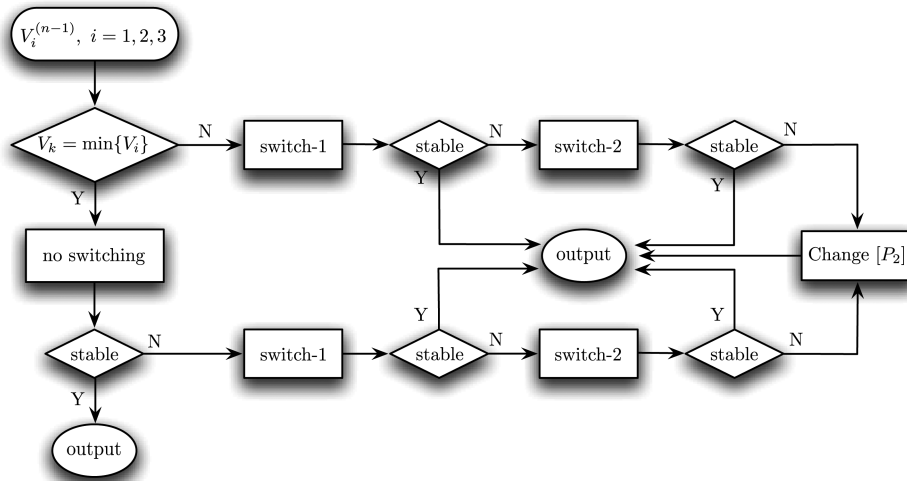 V_i^{(n−1)}, i = 1, 2, 3
V_k = min{V_i}
N
switch-1
stable
N
switch-2
stable
N
Y
Y
Y
no switching
output
Change [P_2]
Y
Y
stable
N
switch-1
stable
N
switch-2
stable
N
Y
output